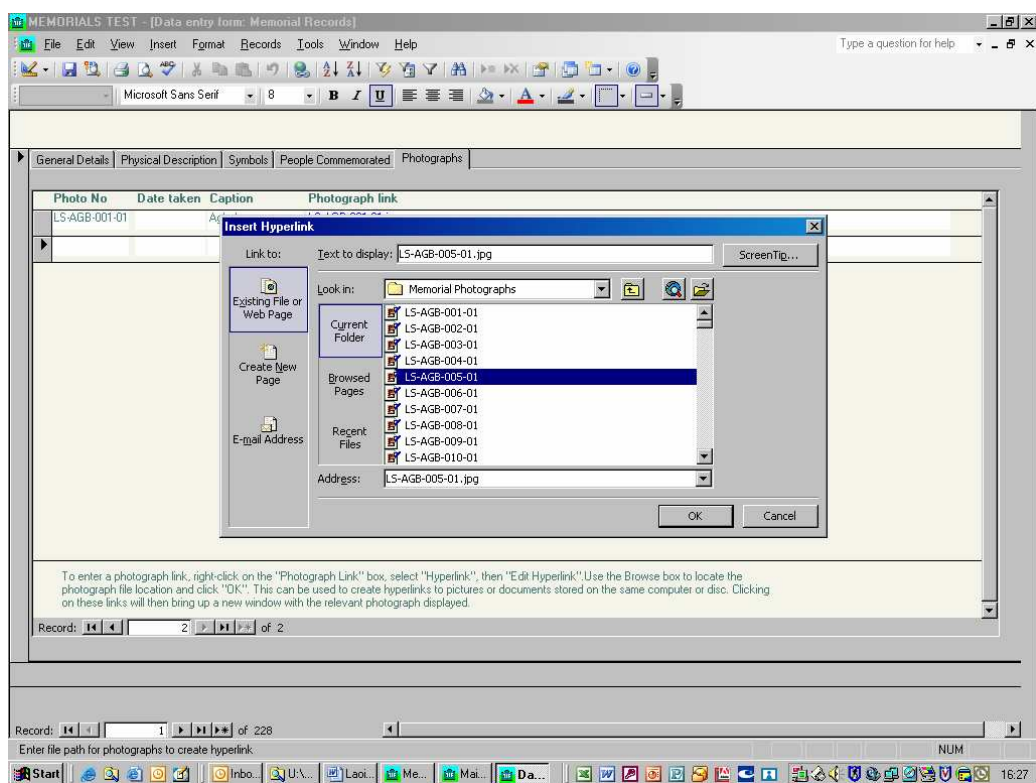 MEMORIALS TEST - [Data entry form: Memorial Records]
File Edit View Insert Format Records Tools Window Help Type a question for help
Microsoft Sans Serif 8 B I U A
General Details Physical Description Symbols People Commemorated Photographs
Photo No Date taken Caption Photograph link
LS-AGB-001-01
Insert Hyperlink
Link to: Text to display: LS-AGB-005-01.jpg ScreenTip...
Existing File or
Web Page
Look in: Memorial Photographs
Current
Folder
LS-AGB-001-01
LS-AGB-002-01
LS-AGB-003-01
LS-AGB-004-01
LS-AGB-005-01
LS-AGB-006-01
LS-AGB-007-01
LS-AGB-008-01
LS-AGB-009-01
LS-AGB-010-01
Create New
Page
Browsed
Pages
E-mail Address
Recent
Files
Address: LS-AGB-005-01.jpg
OK Cancel
To enter a photograph link, right-click on the "Photograph Link" box, select "Hyperlink", then "Edit Hyperlink".Use the Browse box to locate the
photograph file location and click "OK". This can be used to create hyperlinks to pictures or documents stored on the same computer or disc. Clicking
on these links will then bring up a new window with the relevant photograph displayed.
Record: 2 of 2
Record: 1 of 228
Enter file path for photographs to create hyperlink NUM
Start Inbo... U:\... Laoi... Me... Mai... Da... 16:27